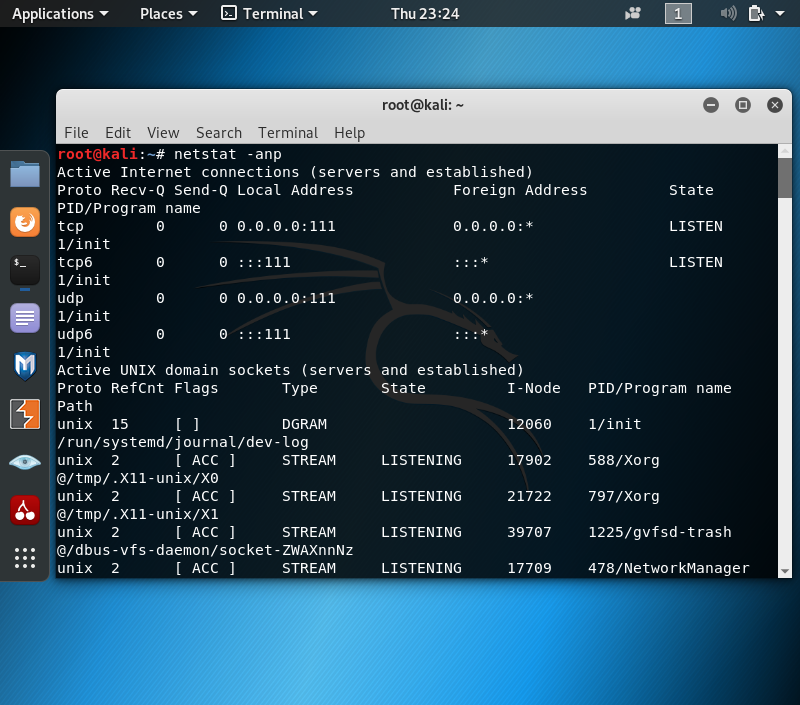 Applications Places Terminal Thu 23:24 1
root@kali: ~
File Edit View Search Terminal Help
root@kali:~# netstat -anp
Active Internet connections (servers and established)
Proto Recv-Q Send-Q Local Address           Foreign Address         State
PID/Program name
tcp        0      0 0.0.0.0:111             0.0.0.0:*               LISTEN
1/init
tcp6       0      0 :::111                  :::*                    LISTEN
1/init
udp        0      0 0.0.0.0:111             0.0.0.0:*
1/init
udp6       0      0 :::111                  :::*
1/init
Active UNIX domain sockets (servers and established)
Proto RefCnt Flags       Type       State         I-Node   PID/Program name
Path
unix  15     [ ]         DGRAM                    12060    1/init
/run/systemd/journal/dev-log
unix  2      [ ACC ]     STREAM     LISTENING     17902    588/Xorg
@/tmp/.X11-unix/X0
unix  2      [ ACC ]     STREAM     LISTENING     21722    797/Xorg
@/tmp/.X11-unix/X1
unix  2      [ ACC ]     STREAM     LISTENING     39707    1225/gvfsd-trash
@/dbus-vfs-daemon/socket-ZWAXnnNz
unix  2      [ ACC ]     STREAM     LISTENING     17709    478/NetworkManager